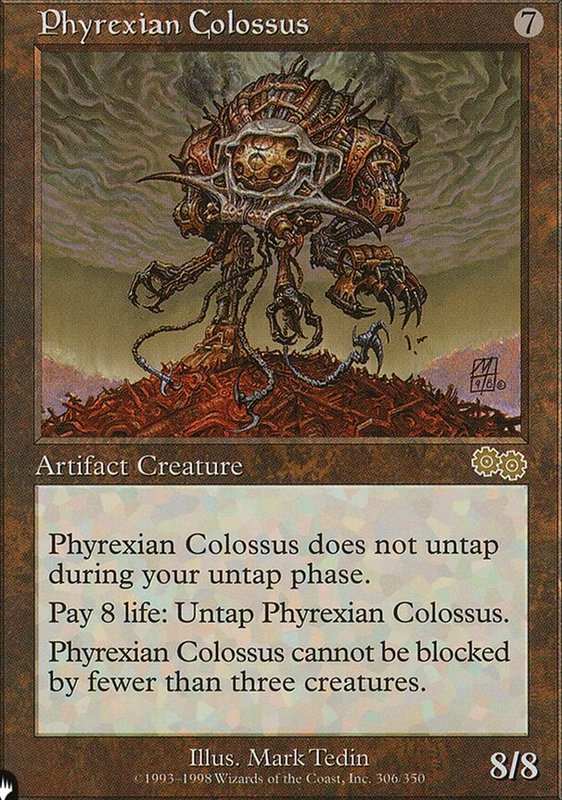 Phyrexian Colossus 7
Artifact Creature
Phyrexian Colossus does not untap
during your untap phase.
Pay 8 life: Untap Phyrexian Colossus.
Phyrexian Colossus cannot be blocked
by fewer than three creatures.
Illus. Mark Tedin
©1993–1998 Wizards of the Coast, Inc. 306/350
8/8